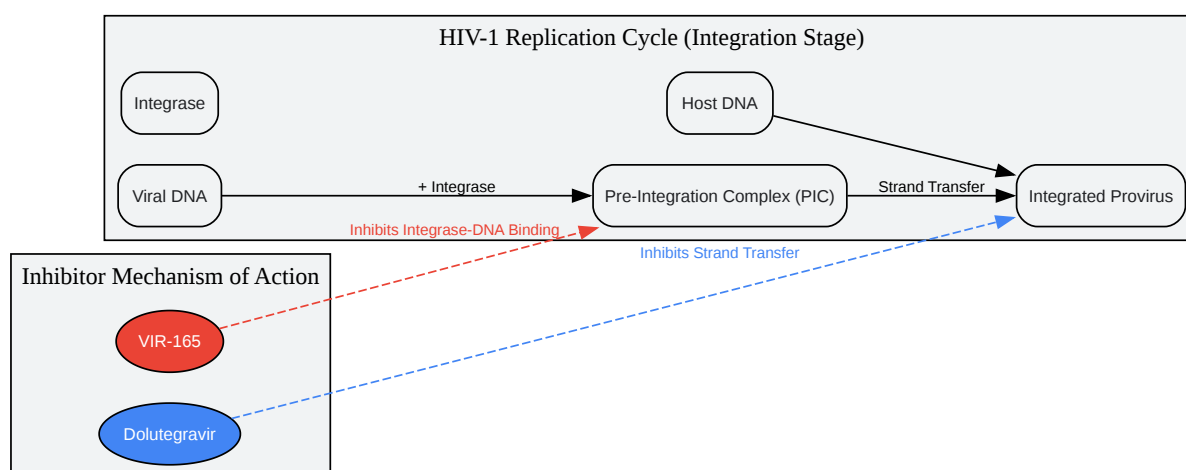 HIV-1 Replication Cycle (Integration Stage)
Integrase
Host DNA
Viral DNA
+ Integrase
Pre-Integration Complex (PIC)
Strand Transfer
Integrated Provirus
Inhibits Integrase-DNA Binding
Inhibits Strand Transfer
Inhibitor Mechanism of Action
VIR-165
Dolutegravir